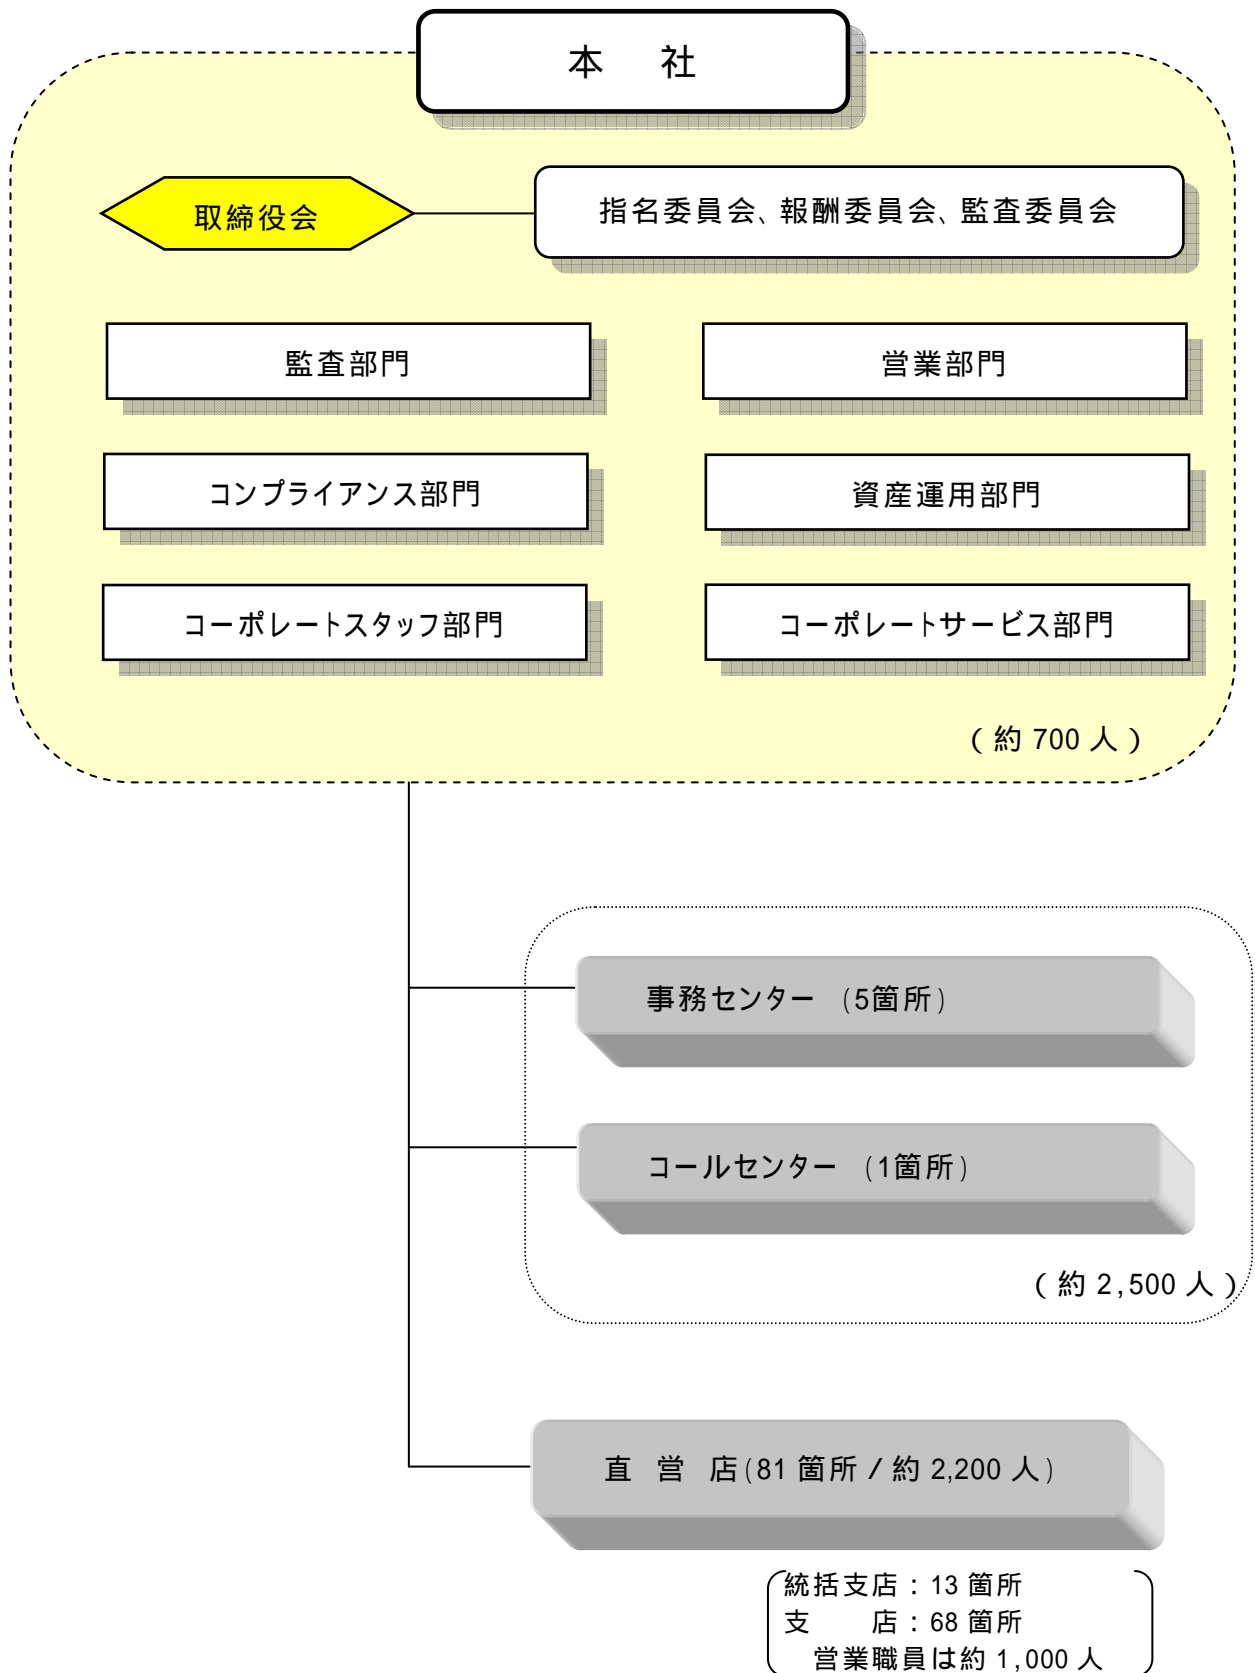 本　社
取締役会
指名委員会、報酬委員会、監査委員会
監査部門
営業部門
コンプライアンス部門
資産運用部門
コーポレートスタッフ部門
コーポレートサービス部門
（約 700 人）
事務センター (5箇所)
コールセンター (1箇所)
（約 2,500 人）
直 営 店(81 箇所 / 約 2,200 人)
統括支店：13 箇所
支　　店：68 箇所
営業職員は約 1,000 人